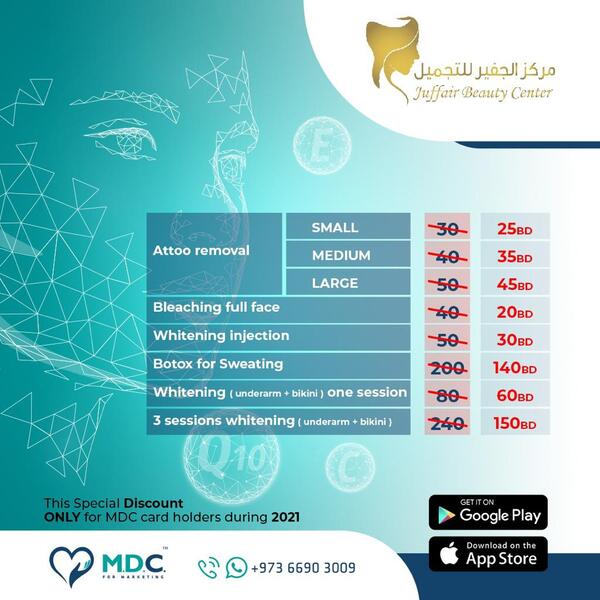 مركز الجفير للتجميل
Juffair Beauty Center
E
Attoo removal
SMALL 30 25BD
MEDIUM 40 35BD
LARGE 50 45BD
Bleaching full face 40 20BD
Whitening injection 50 30BD
Botox for Sweating 200 140BD
Whitening ( underarm + bikini ) one session 80 60BD
3 sessions whitening ( underarm + bikini ) 240 150BD
Q10
C
This Special Discount
ONLY for MDC card holders during 2021
GET IT ON
Google Play
Download on the
App Store
M.D.C. TM
FOR MARKETING
+973 6690 3009